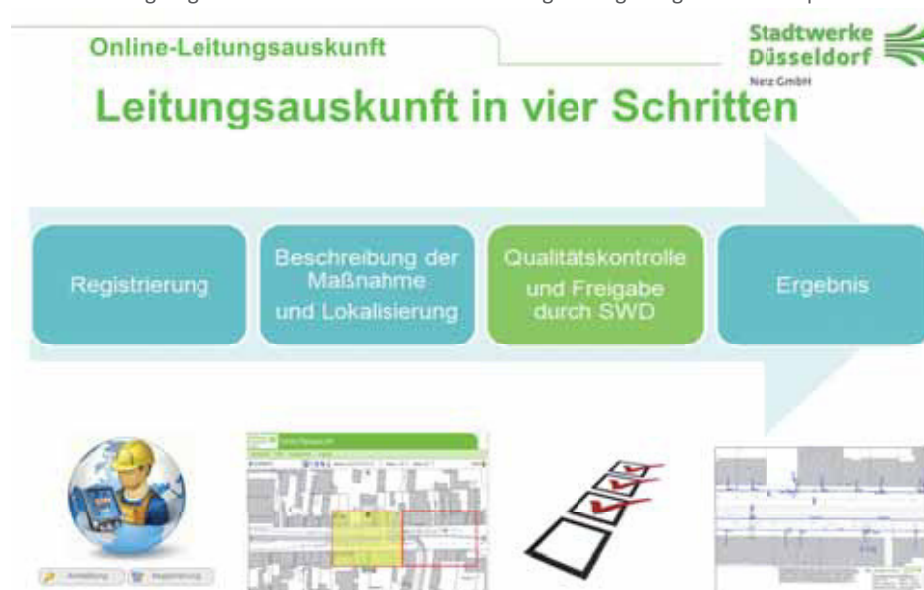 Online-Leitungsauskunft
Stadtwerke
Düsseldorf
Netz GmbH
Leitungsauskunft in vier Schritten
Registrierung
Beschreibung der
Maßnahme
und Lokalisierung
Qualitätskontrolle
und Freigabe
durch SWD
Ergebnis
Anmeldung
Registrierung